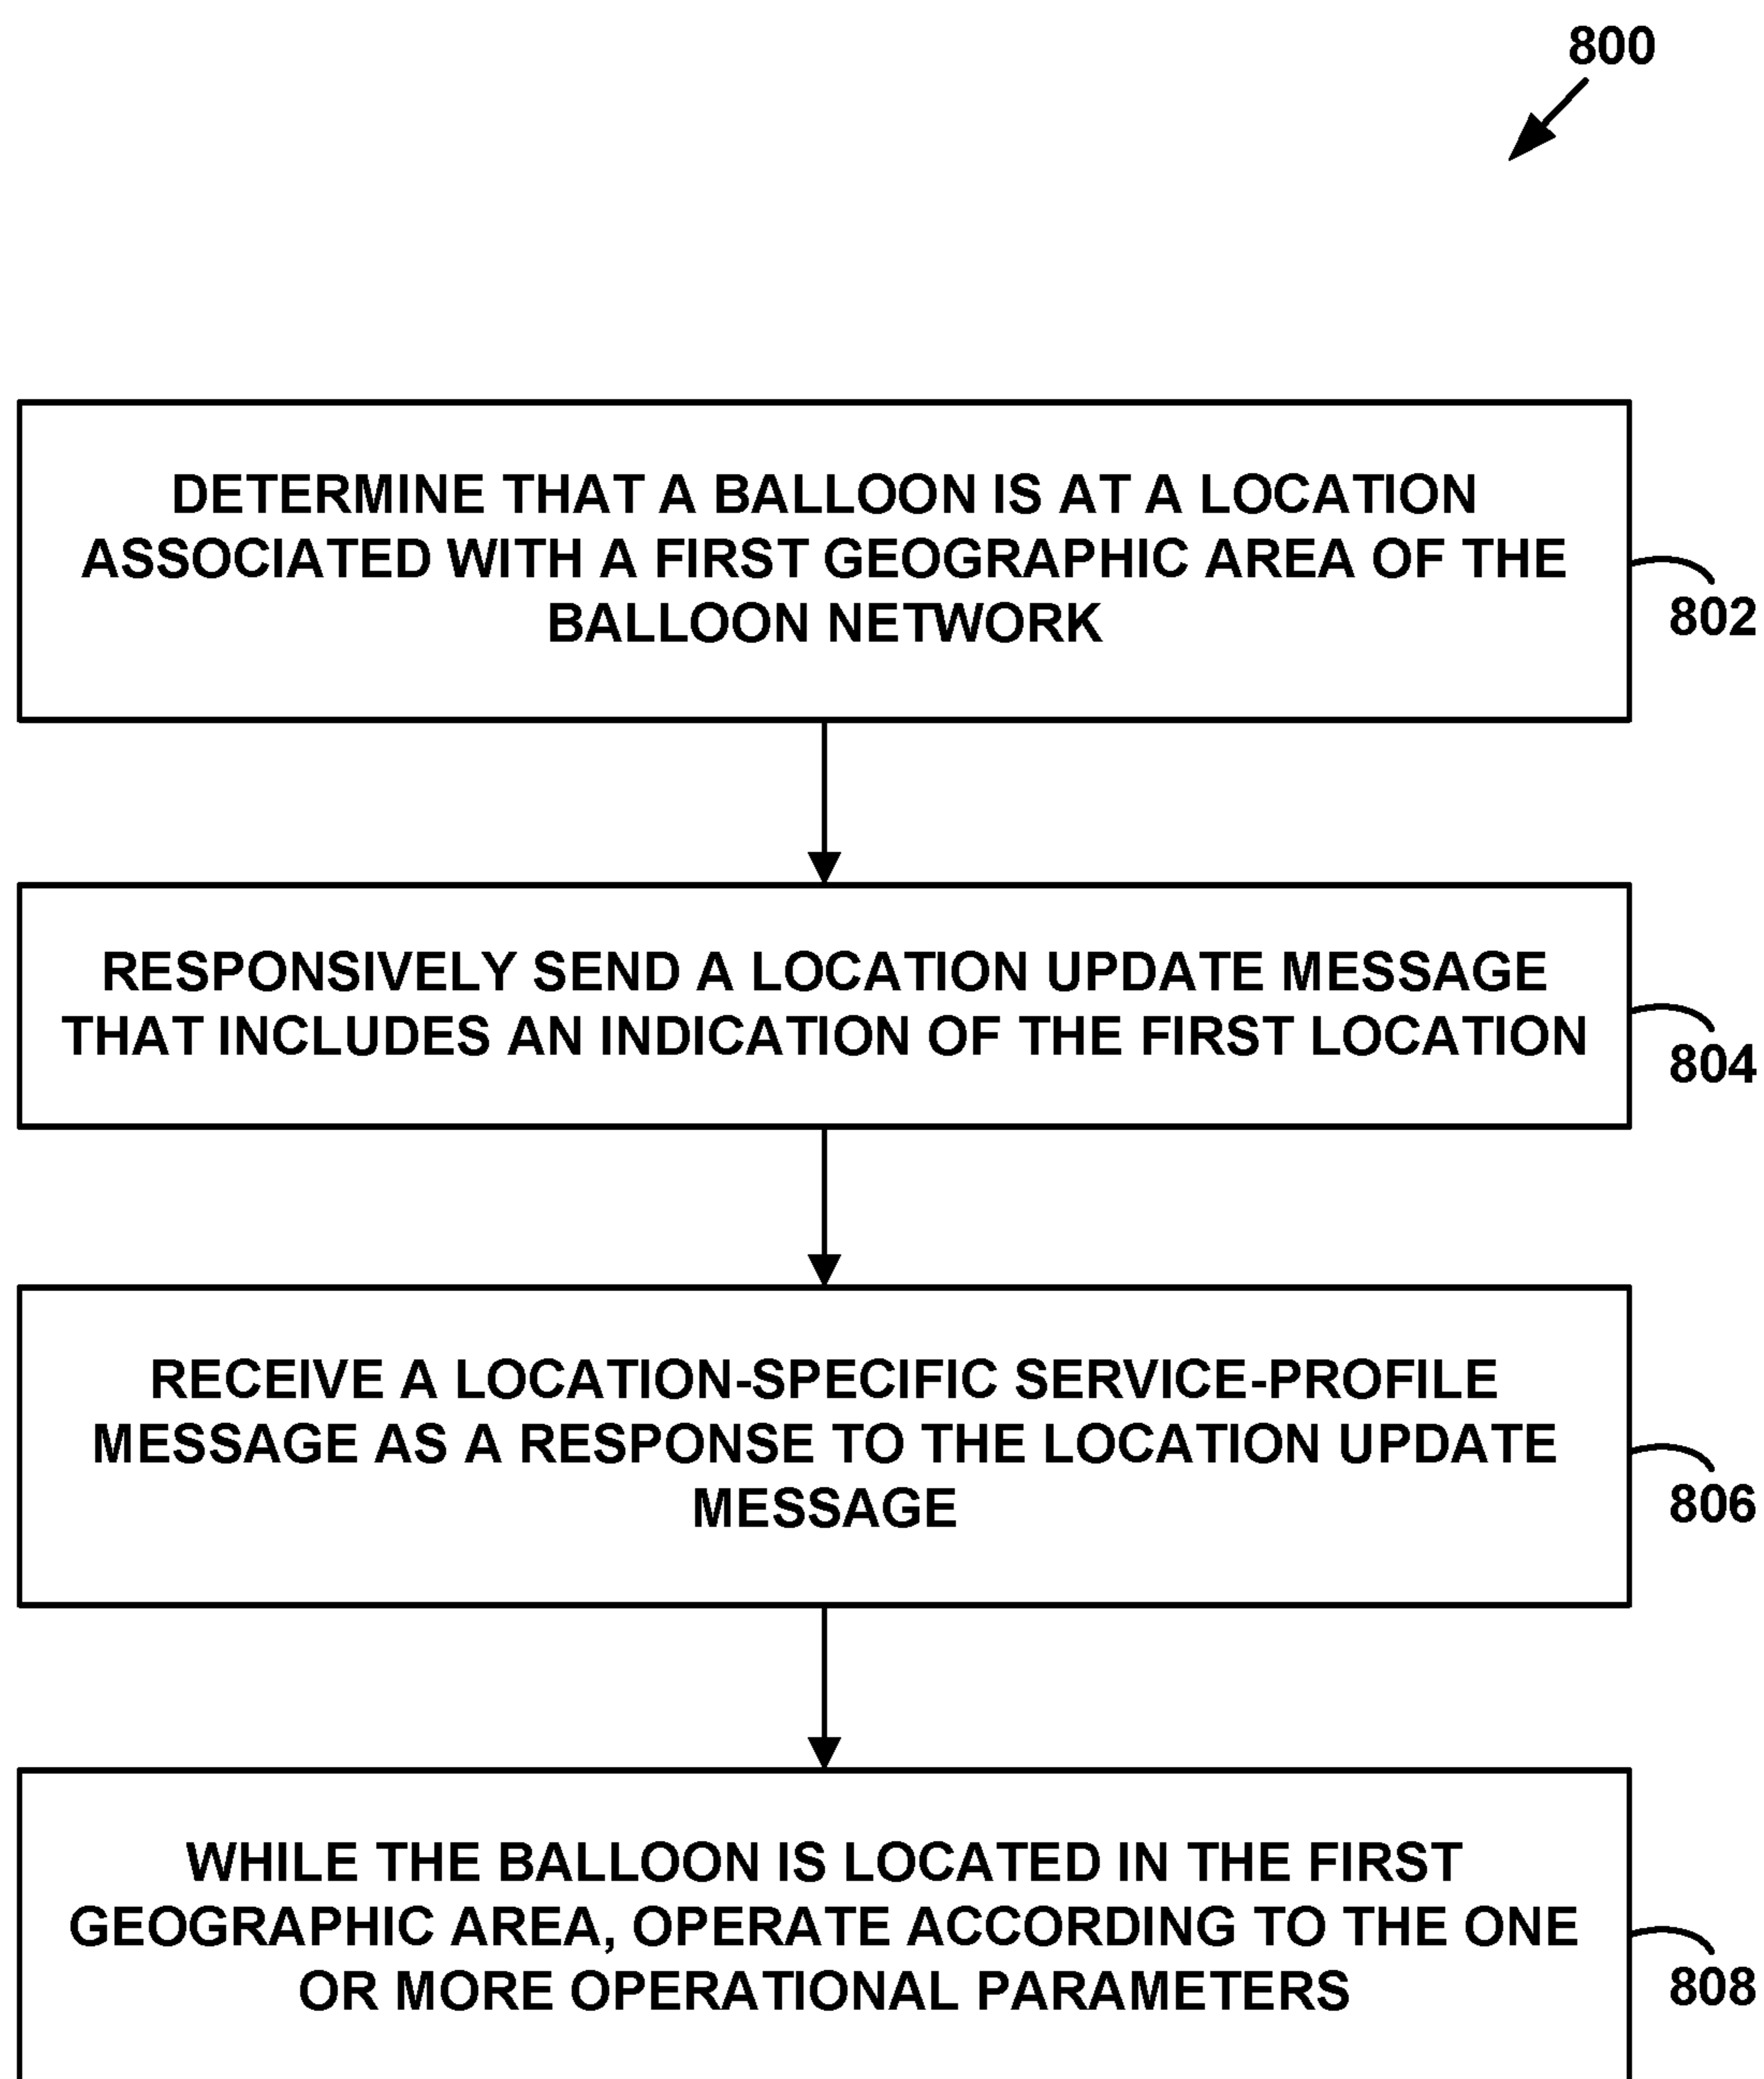 800
DETERMINE THAT A BALLOON IS AT A LOCATION
ASSOCIATED WITH A FIRST GEOGRAPHIC AREA OF THE
BALLOON NETWORK
802
RESPONSIVELY SEND A LOCATION UPDATE MESSAGE
THAT INCLUDES AN INDICATION OF THE FIRST LOCATION
804
RECEIVE A LOCATION-SPECIFIC SERVICE-PROFILE
MESSAGE AS A RESPONSE TO THE LOCATION UPDATE
MESSAGE
806
WHILE THE BALLOON IS LOCATED IN THE FIRST
GEOGRAPHIC AREA, OPERATE ACCORDING TO THE ONE
OR MORE OPERATIONAL PARAMETERS
808